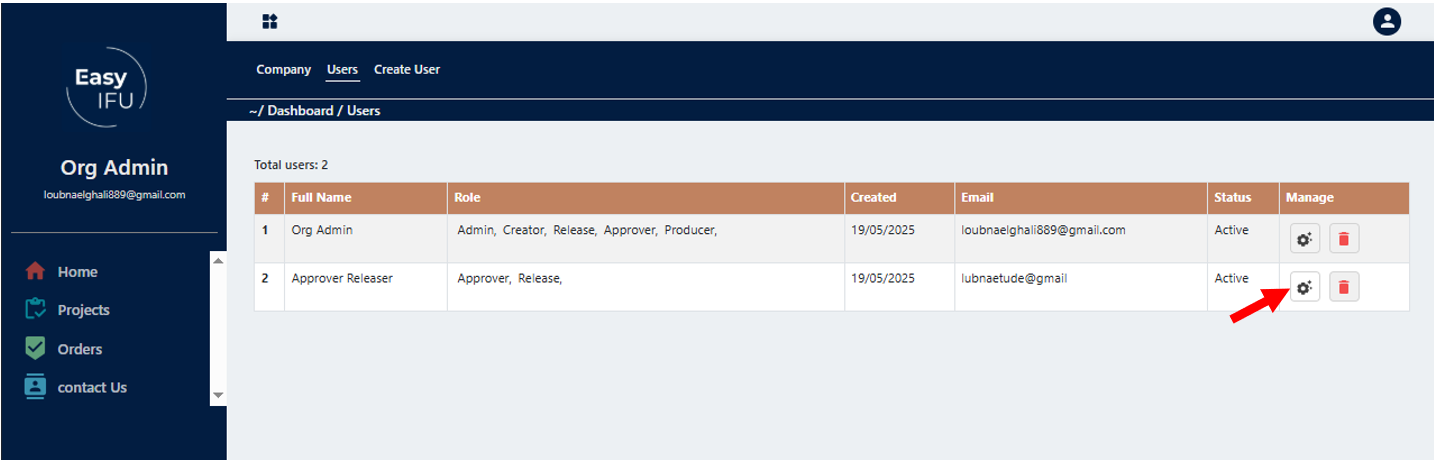 Easy
IFU
Org Admin
loubnaelghali889@gmail.com
Home
Projects
Orders
contact Us
Company Users Create User
~/ Dashboard / Users
Total users: 2
# Full Name Role Created Email Status Manage
1 Org Admin Admin, Creator, Release, Approver, Producer, 19/05/2025 loubnaelghali889@gmail.com Active
2 Approver Releaser Approver, Release, 19/05/2025 lubnaetude@gmail Active